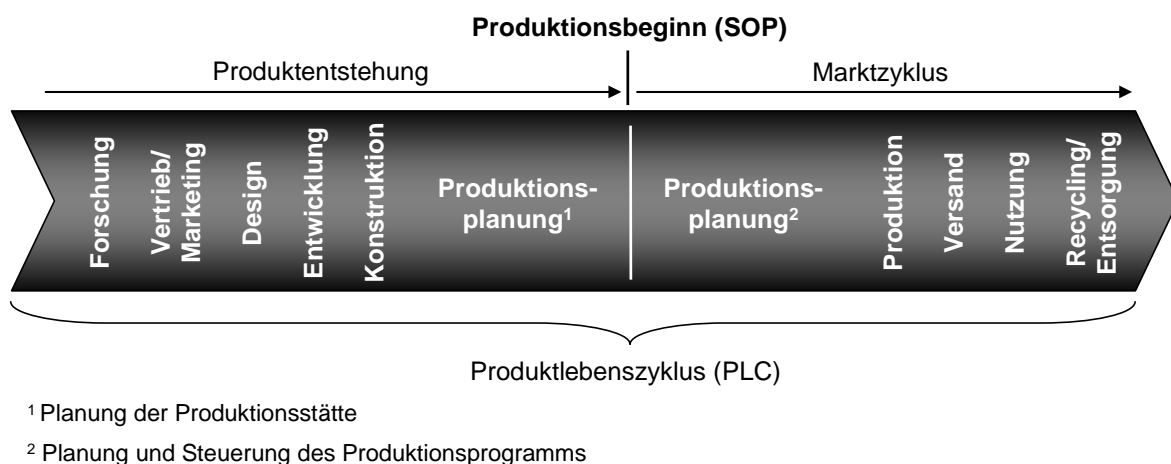 Produktionsbeginn (SOP)
Produktentstehung
Marktzyklus
Forschung
Vertrieb/
Marketing
Design
Entwicklung
Konstruktion
Produktions-
planung¹
Produktions-
planung²
Produktion
Versand
Nutzung
Recycling/
Entsorgung
Produktlebenszyklus (PLC)
¹ Planung der Produktionsstätte
² Planung und Steuerung des Produktionsprogramms